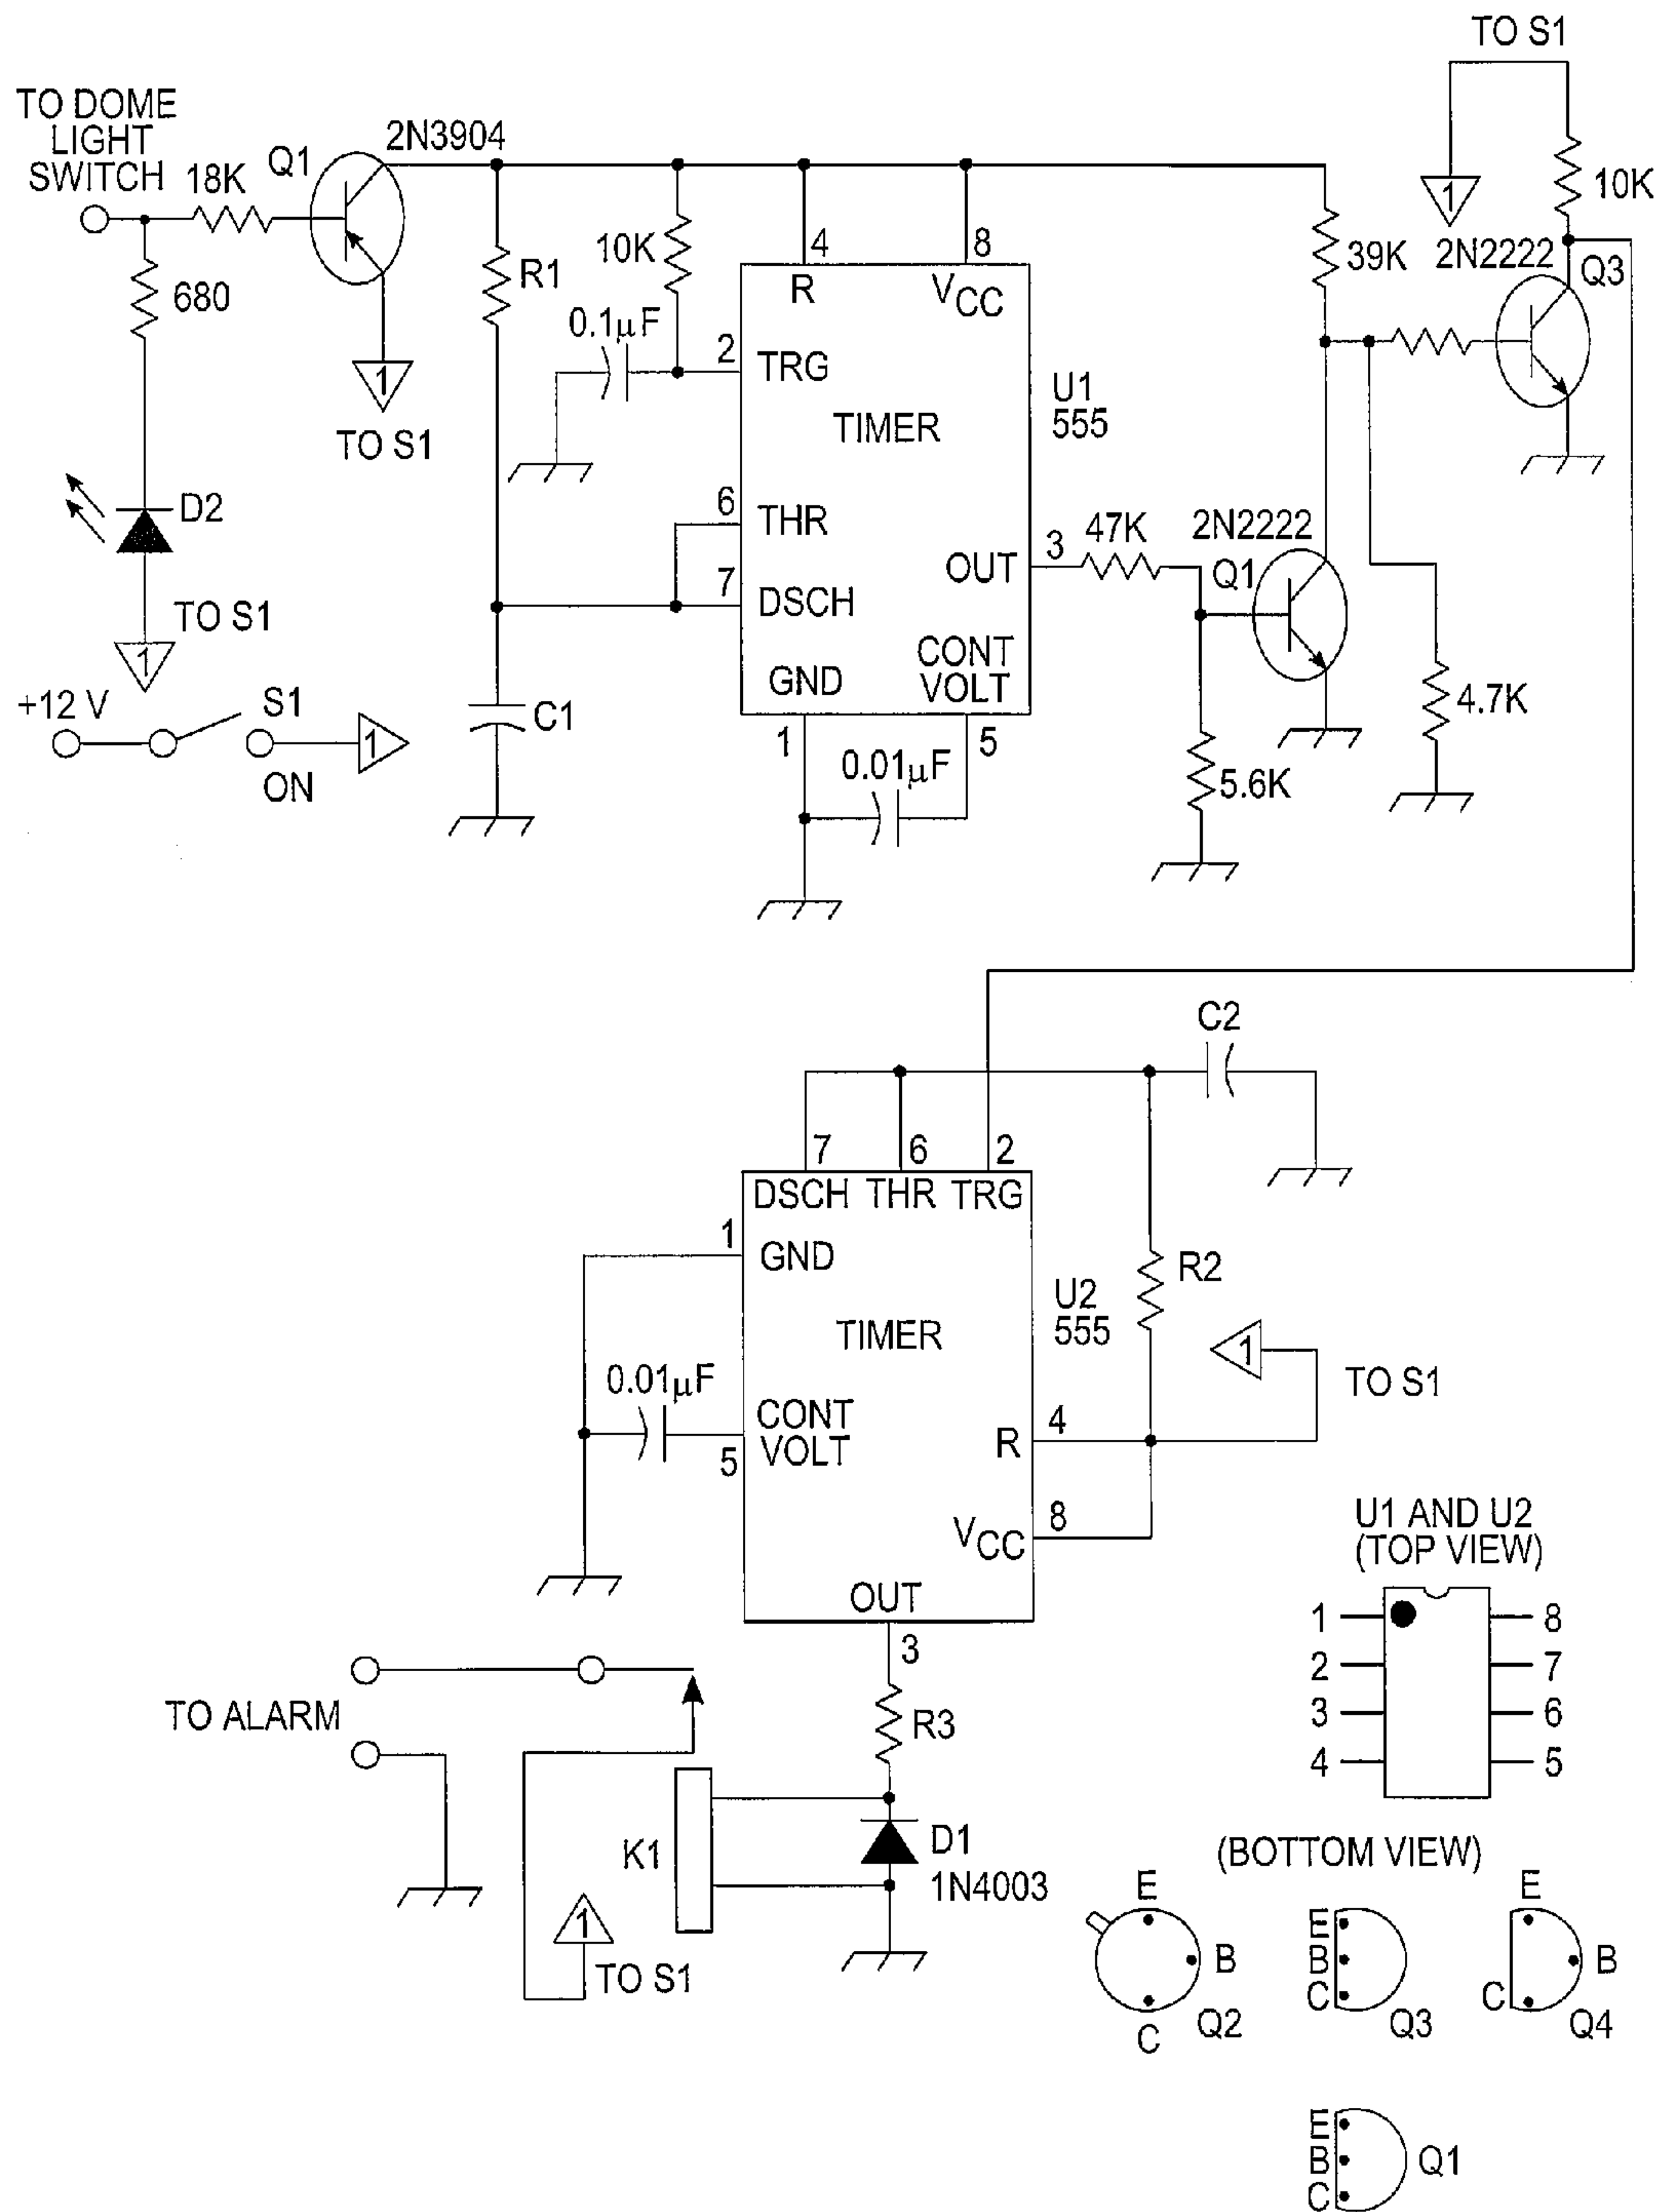 TO S1
TO DOME
LIGHT
SWITCH
18K
Q1
2N3904
680
1
TO S1
D2
TO S1
1
+12 V
S1
ON
1
R1
C1
10K
0.1μF
4
R
8
VCC
2
TRG
TIMER
U1
555
6
THR
7
DSCH
OUT
3
GND
CONT
VOLT
1
5
0.01μF
47K
2N2222
Q1
5.6K
4.7K
39K
1
10K
2N2222
Q3
C2
7
6
2
DSCH
THR
TRG
1
GND
TIMER
U2
555
R2
1
TO S1
0.01μF
CONT
VOLT
5
R
4
VCC
8
OUT
3
R3
TO ALARM
K1
D1
1N4003
1
TO S1
U1 AND U2
(TOP VIEW)
1
8
2
7
3
6
4
5
(BOTTOM VIEW)
E
B
C
Q2
E
B
C
Q3
E
B
C
Q4
E
B
C
Q1